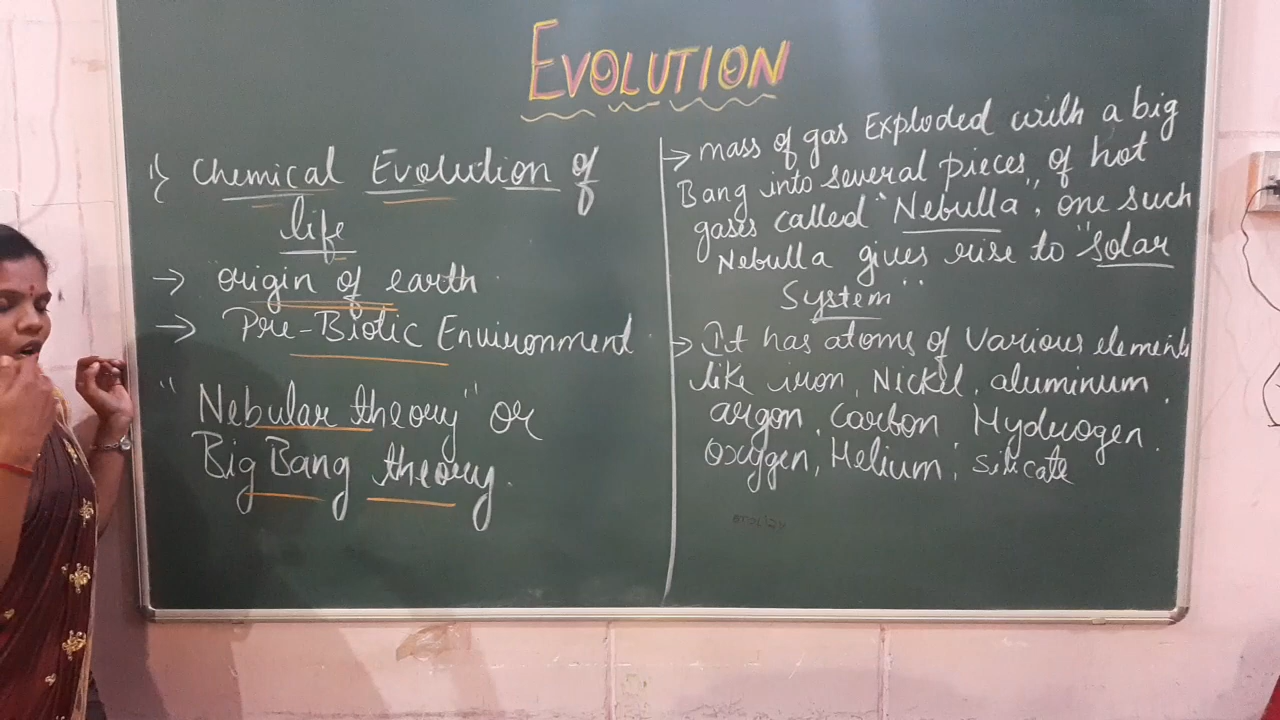 EVOLUTION
1} Chemical Evolution of
life
→ origin of earth
→ Pre-Biotic Environment
"Nebular theory" or
Big Bang theory.
→ mass of gas Exploded with a big
Bang into several pieces of hot
gases called "Nebulla", one such
Nebulla gives rise to "Solar
System"
→ It has atoms of Various elements
like iron, Nickel, aluminum,
argon, Carbon, Hydrogen.
Oxygen, Helium, Silicate